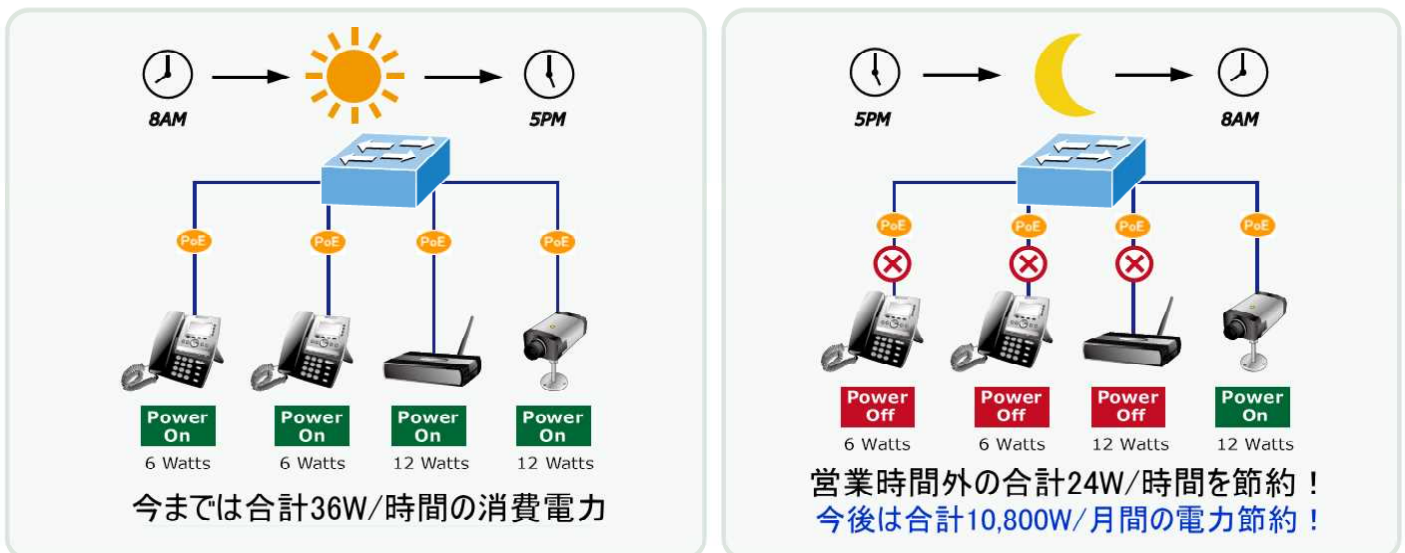 8AM
5PM
PoE
PoE
PoE
PoE
Power
On
6 Watts
Power
On
6 Watts
Power
On
12 Watts
Power
On
12 Watts
今までは合計36W/時間の消費電力
5PM
8AM
PoE
PoE
PoE
PoE
Power
Off
6 Watts
Power
Off
6 Watts
Power
Off
12 Watts
Power
On
12 Watts
営業時間外の合計24W/時間を節約！
今後は合計10,800W/月間の電力節約！